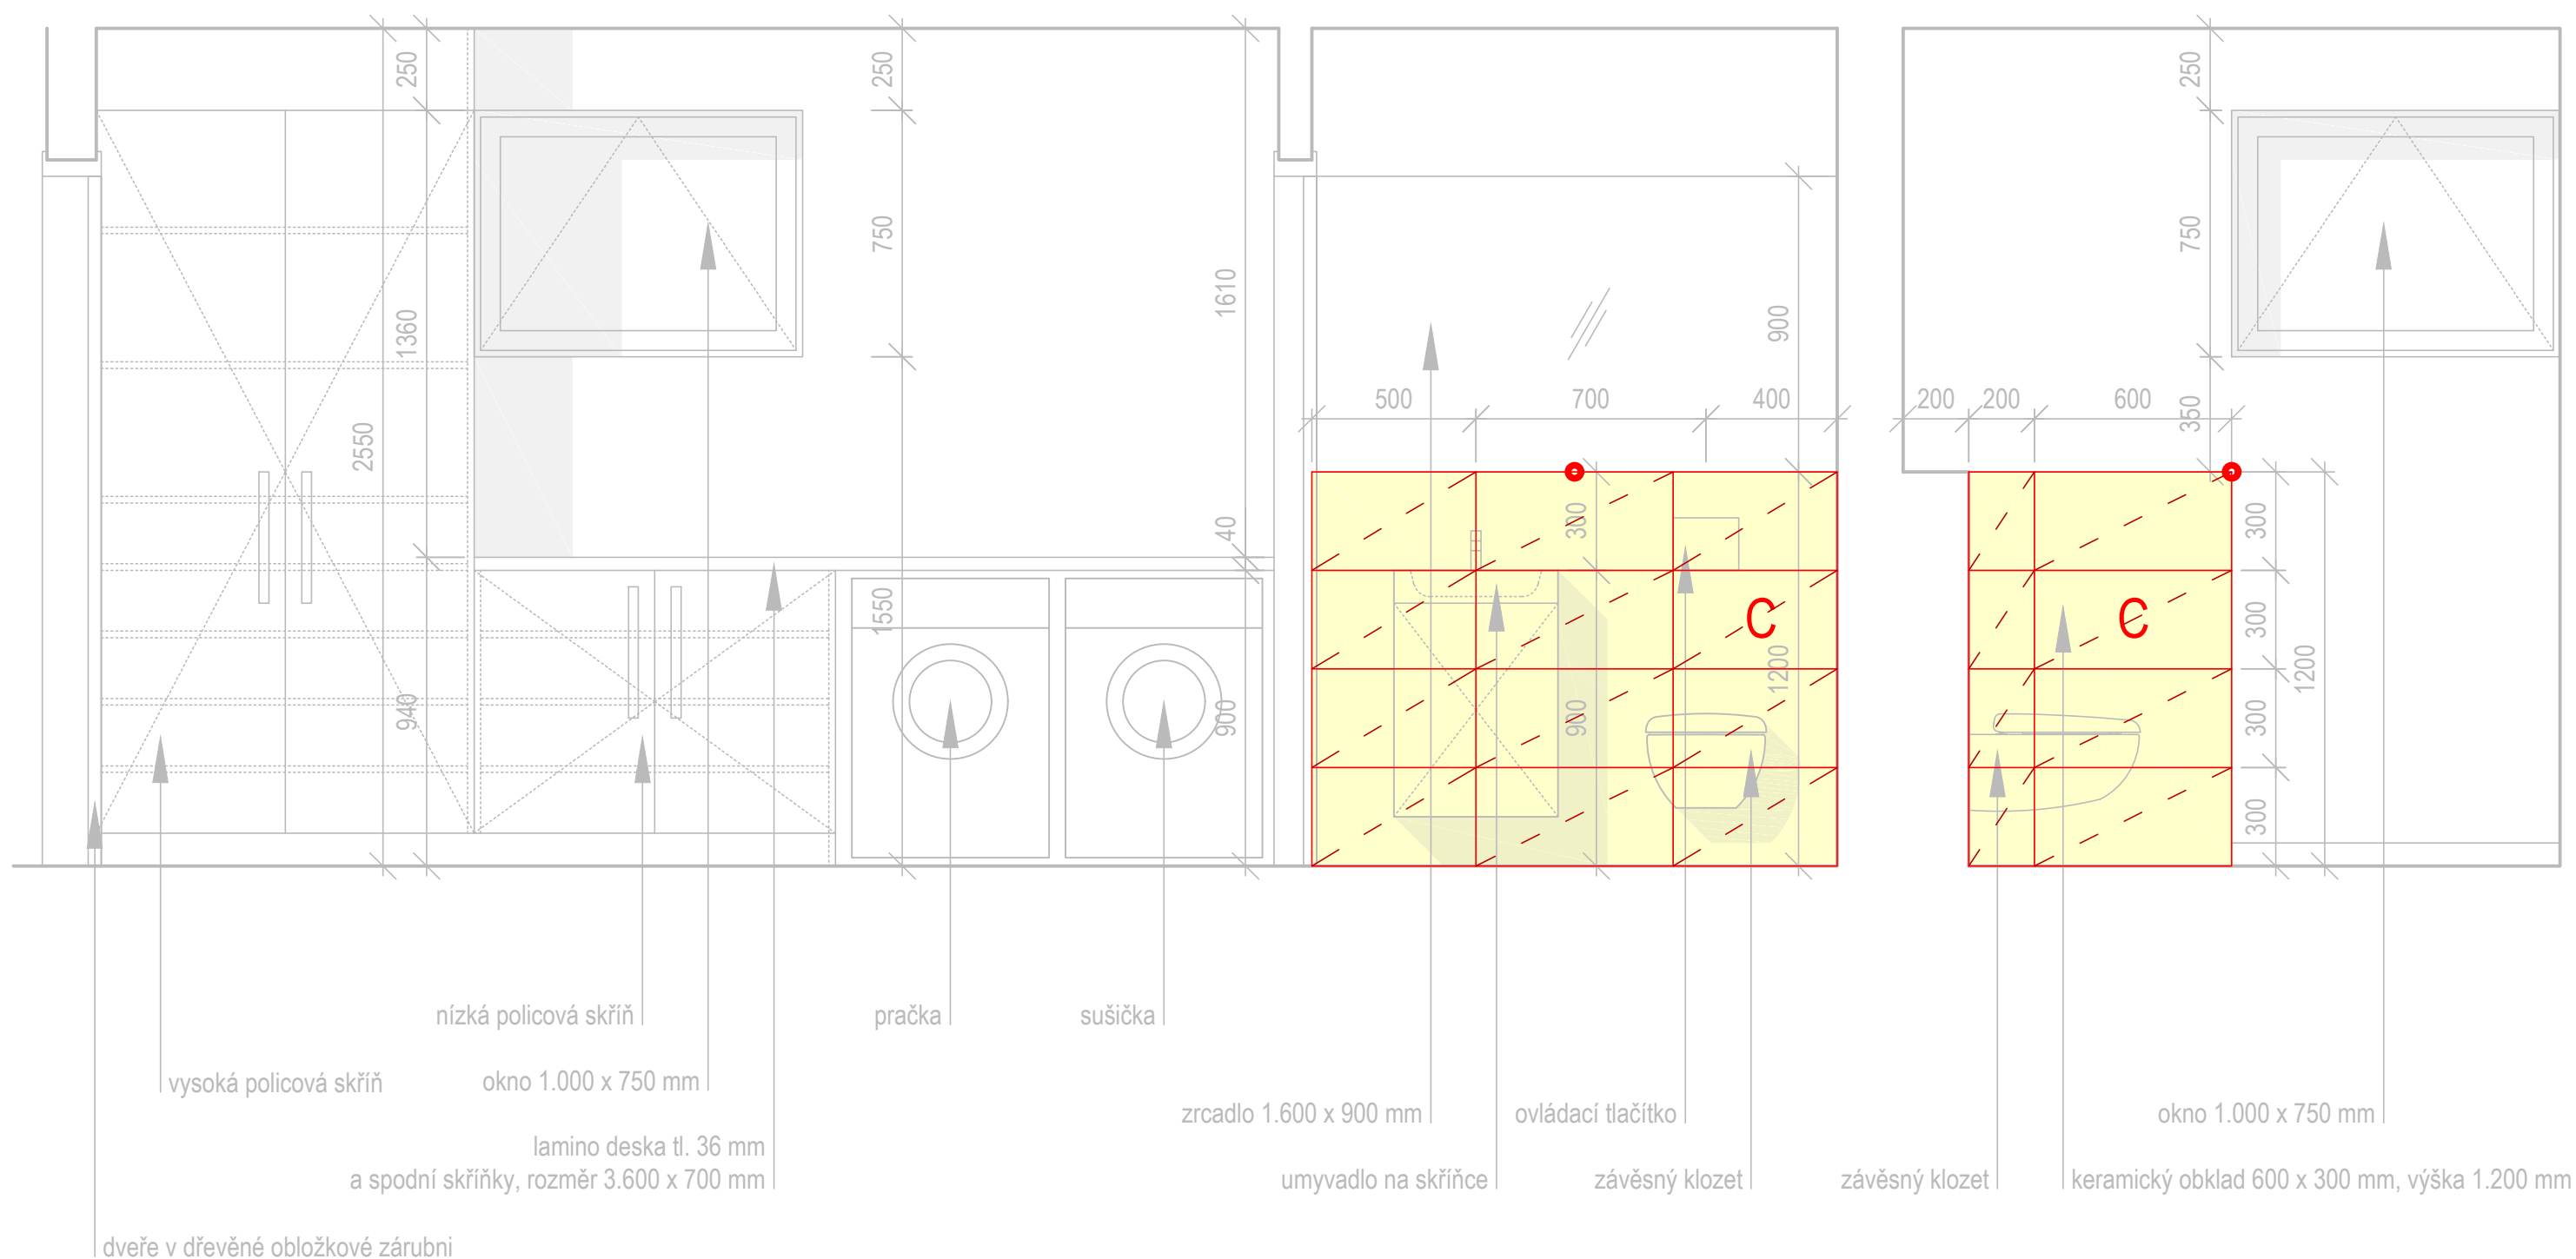 250
250
250
1360
2550
750
1610
40
1550
940
900
900
750
350
500
700
400
200
200
600
300
900
1200
300
300
300
300
1200
C
C
nízká policová skříň
pračka
sušička
vysoká policová skříň
okno 1.000 x 750 mm
zrcadlo 1.600 x 900 mm
ovládací tlačítko
okno 1.000 x 750 mm
lamino deska tl. 36 mm
a spodní skříňky, rozměr 3.600 x 700 mm
umyvadlo na skříňce
závěsný klozet
závěsný klozet
keramický obklad 600 x 300 mm, výška 1.200 mm
dveře v dřevěné obložkové zárubni